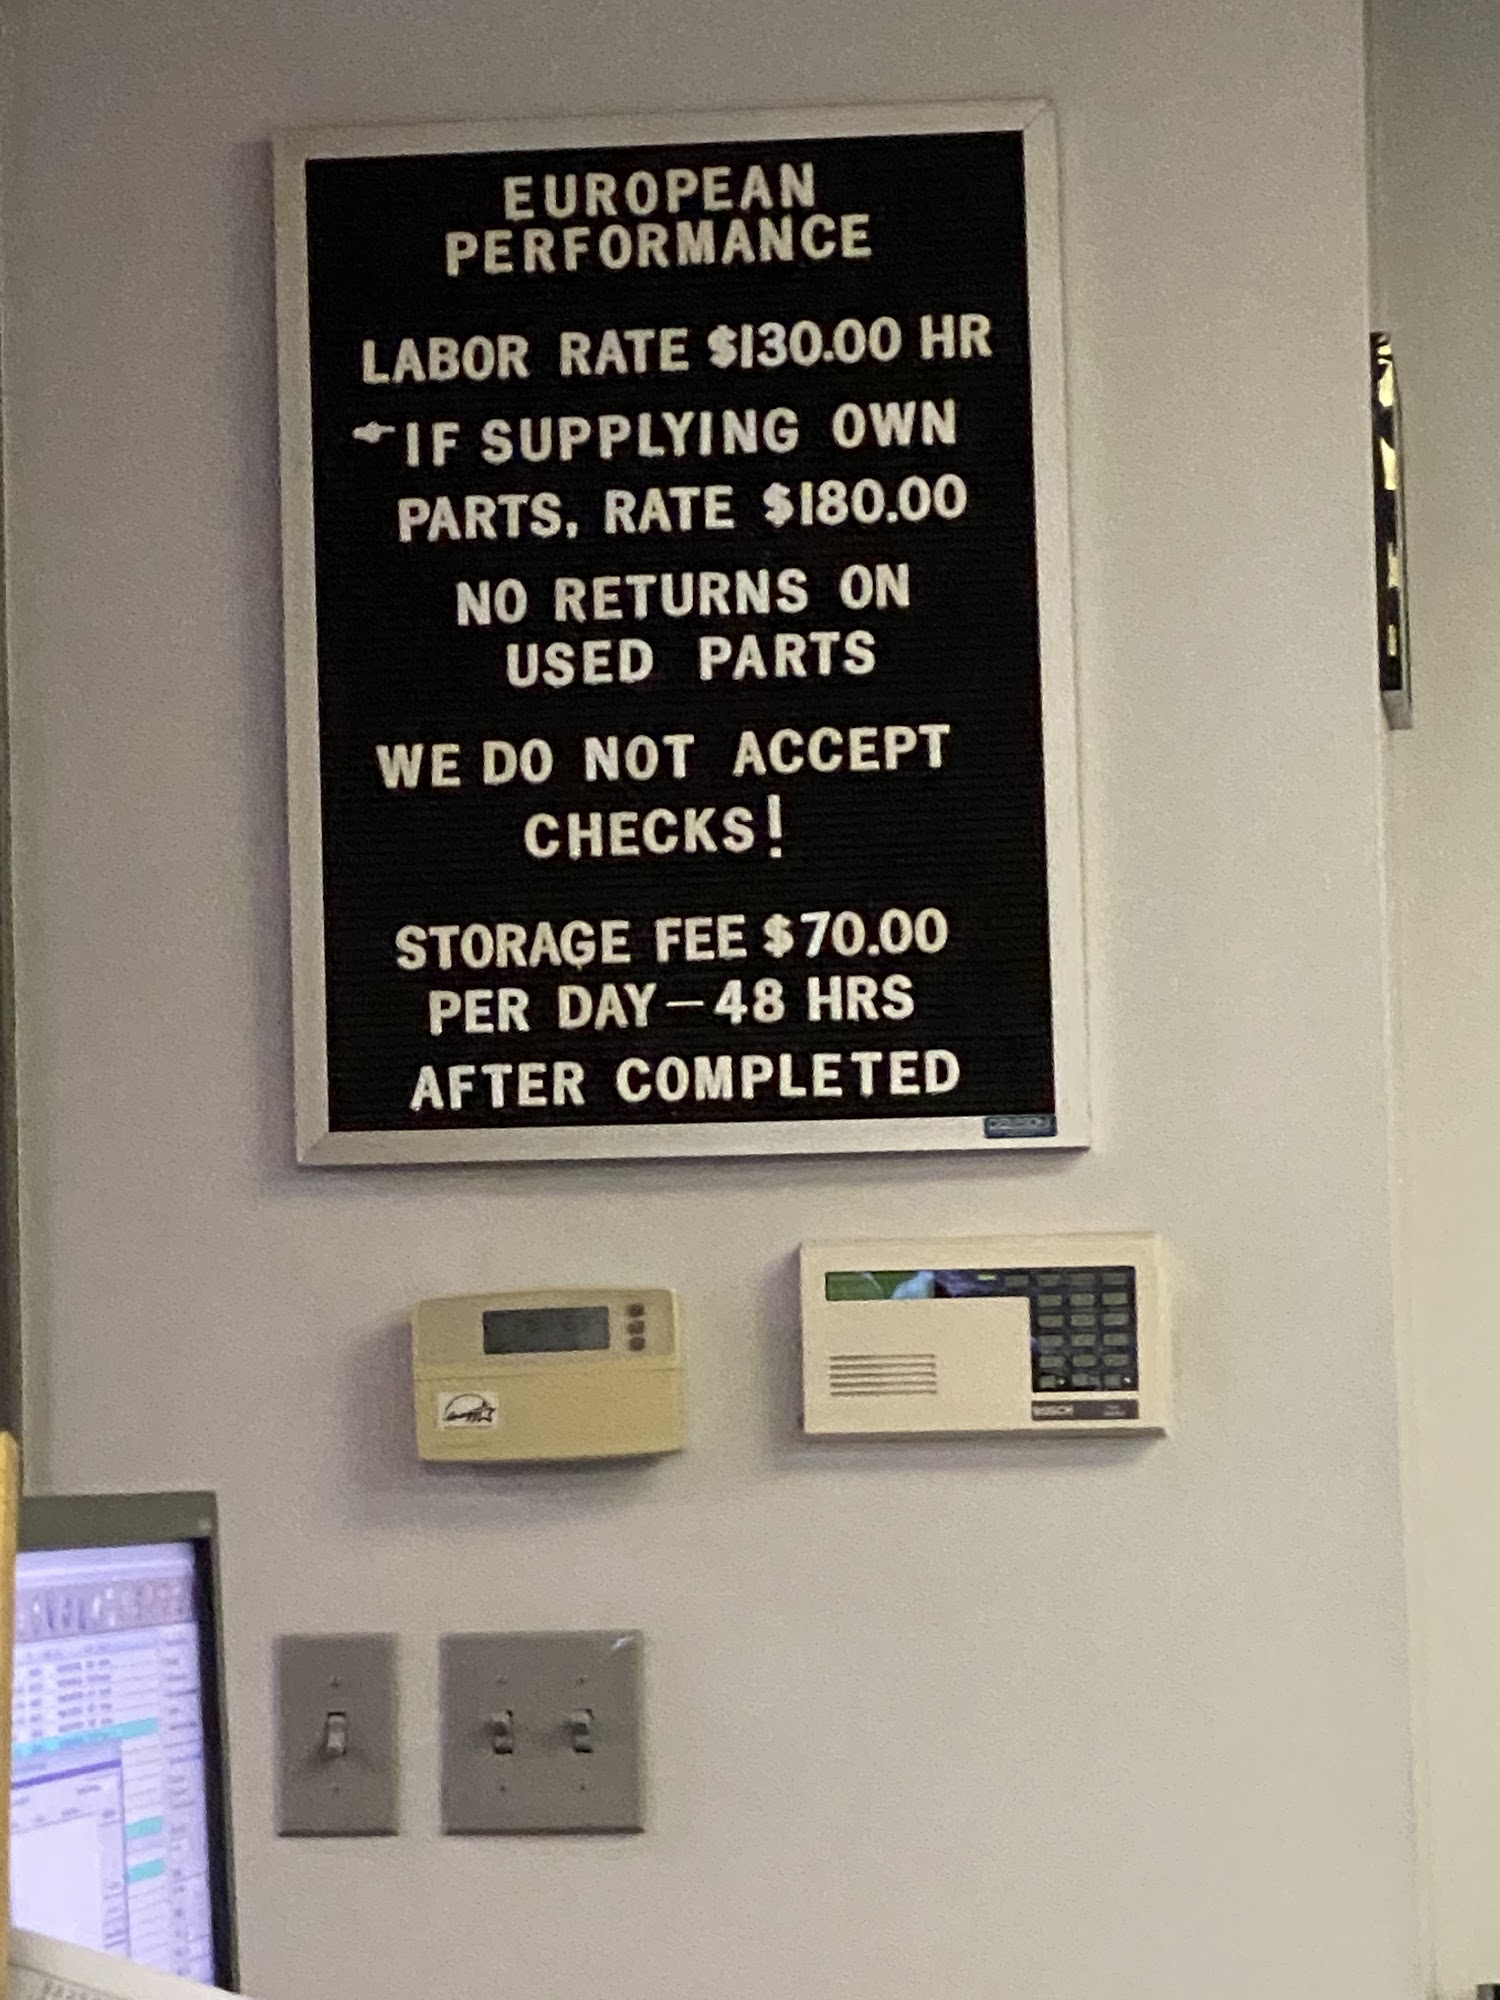 EUROPEAN
PERFORMANCE
LABOR RATE $130.00 HR
IF SUPPLYING OWN
PARTS, RATE $180.00
NO RETURNS ON
USED PARTS
WE DO NOT ACCEPT
CHECKS!
STORAGE FEE $70.00
PER DAY—48 HRS
AFTER COMPLETED
BOSCH